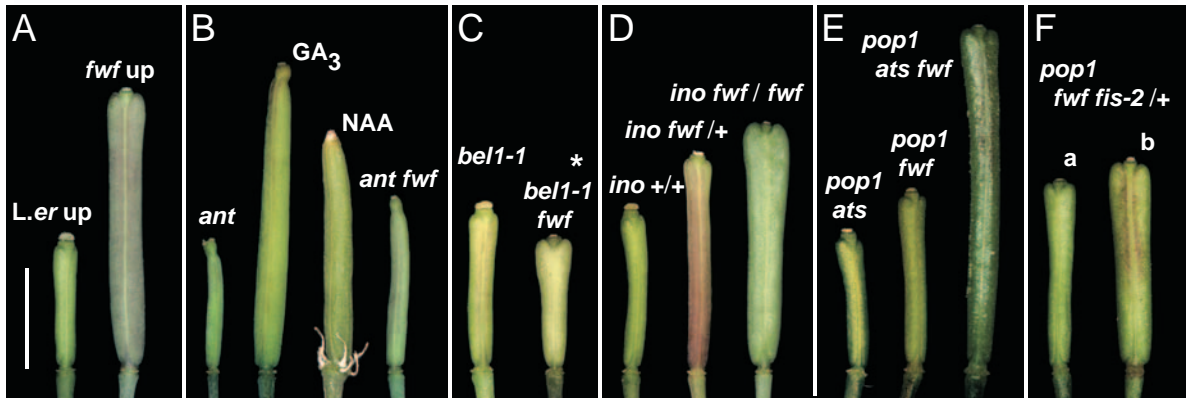 A
fwf up
L.er up
B
GA3
NAA
ant
ant fwf
C
bel1-1
*
bel1-1
fwf
D
ino fwf / fwf
ino fwf /+
ino +/+
E
pop1
ats fwf
pop1
fwf
pop1
ats
F
pop1
fwf fis-2 /+
a
b